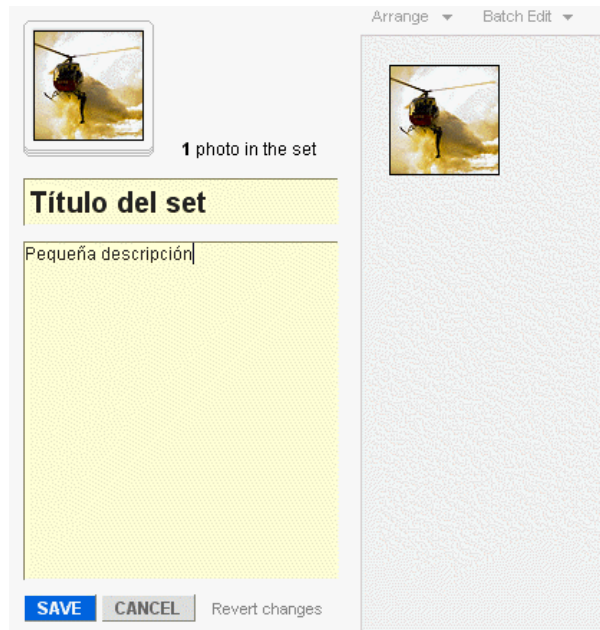 Arrange Batch Edit
1 photo in the set
Título del set
Pequeña descripción
SAVE CANCEL Revert changes